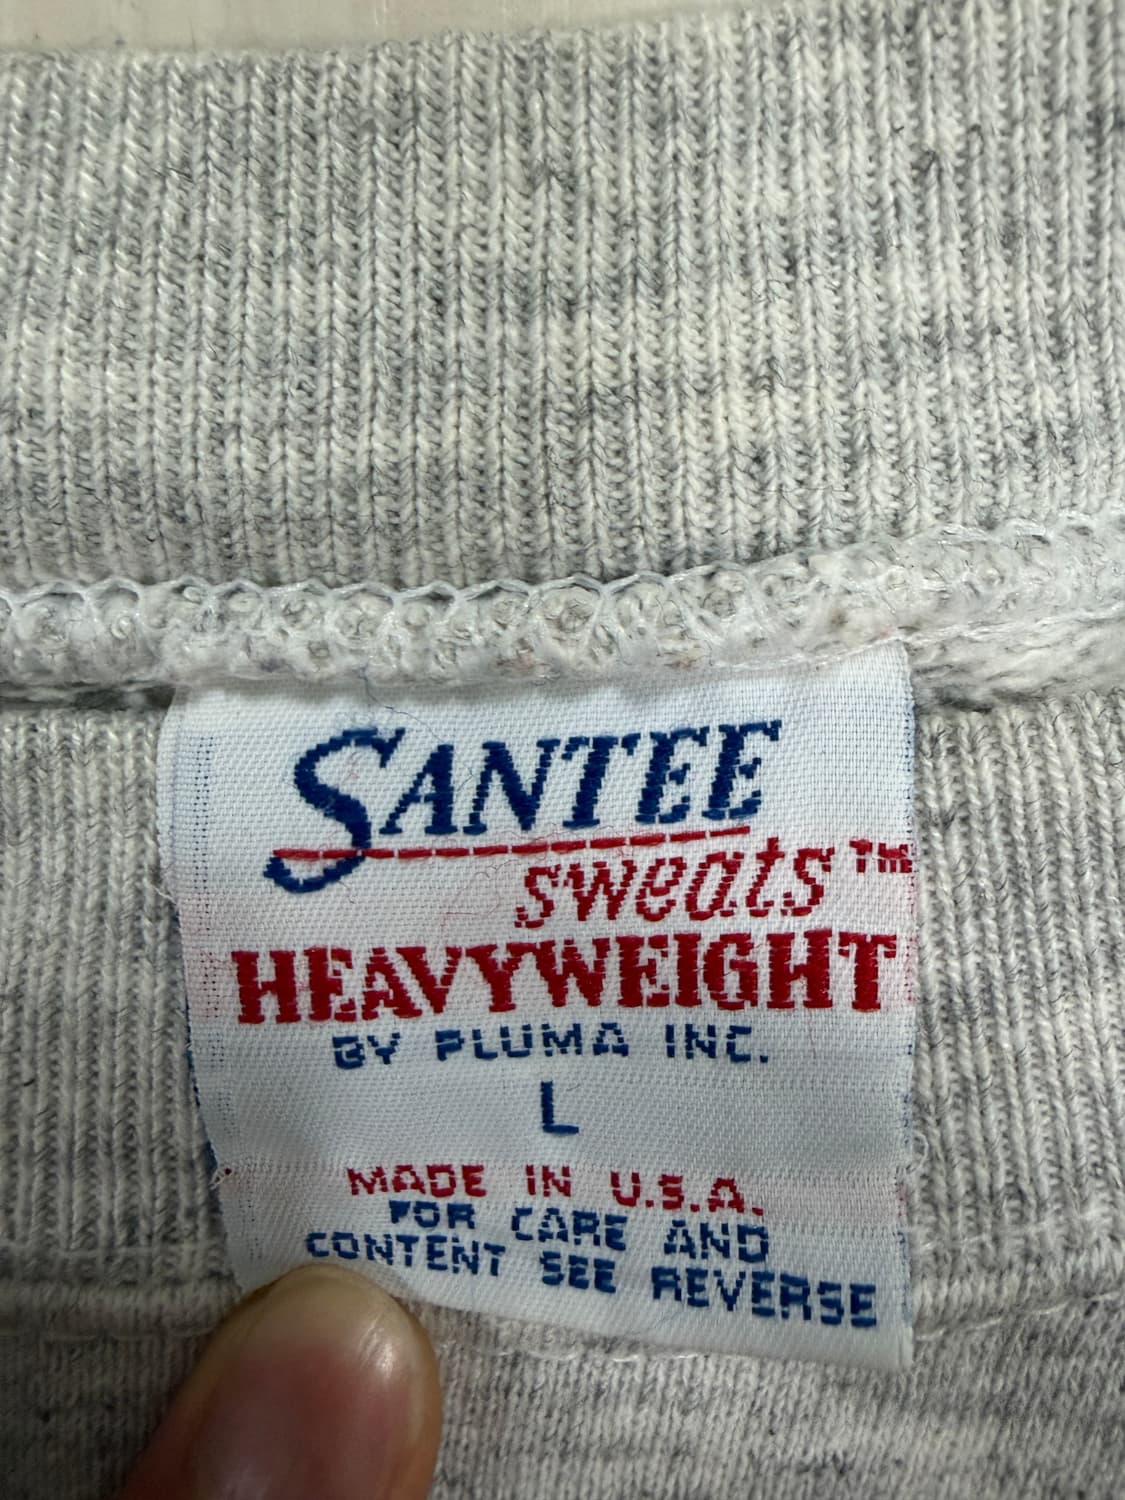 SANTEE
sweats™
HEAVYWEIGHT
BY PLUMA INC.
L
MADE IN U.S.A.
FOR CARE AND
CONTENT SEE REVERSE